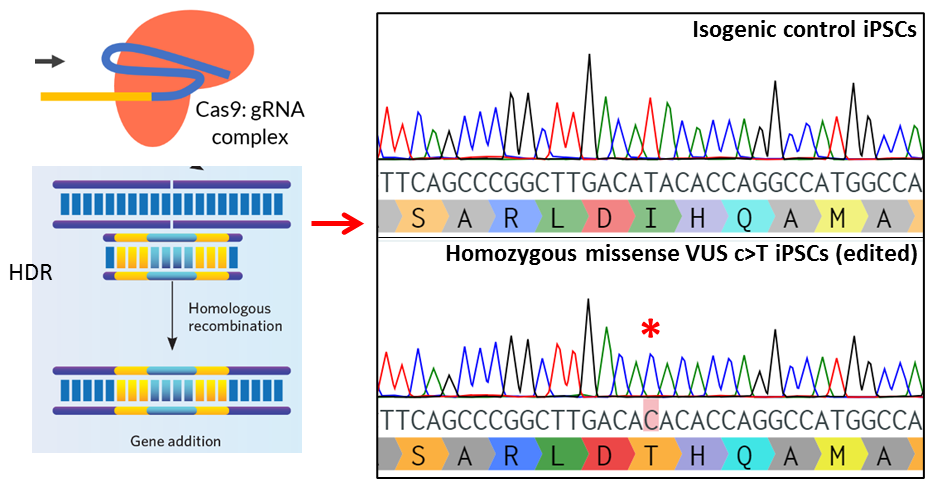 Cas9: gRNA
complex
HDR
Homologous
recombination
Gene addition
Isogenic control iPSCs
TTCAGCCCGGCTTGACATACACCAGGCCATGGCCA
S A R L D I H Q A M A
Homozygous missense VUS c>T iPSCs (edited)
*
TTCAGCCCGGCTTGACACACACCAGGCCATGGCCA
S A R L D T H Q A M A